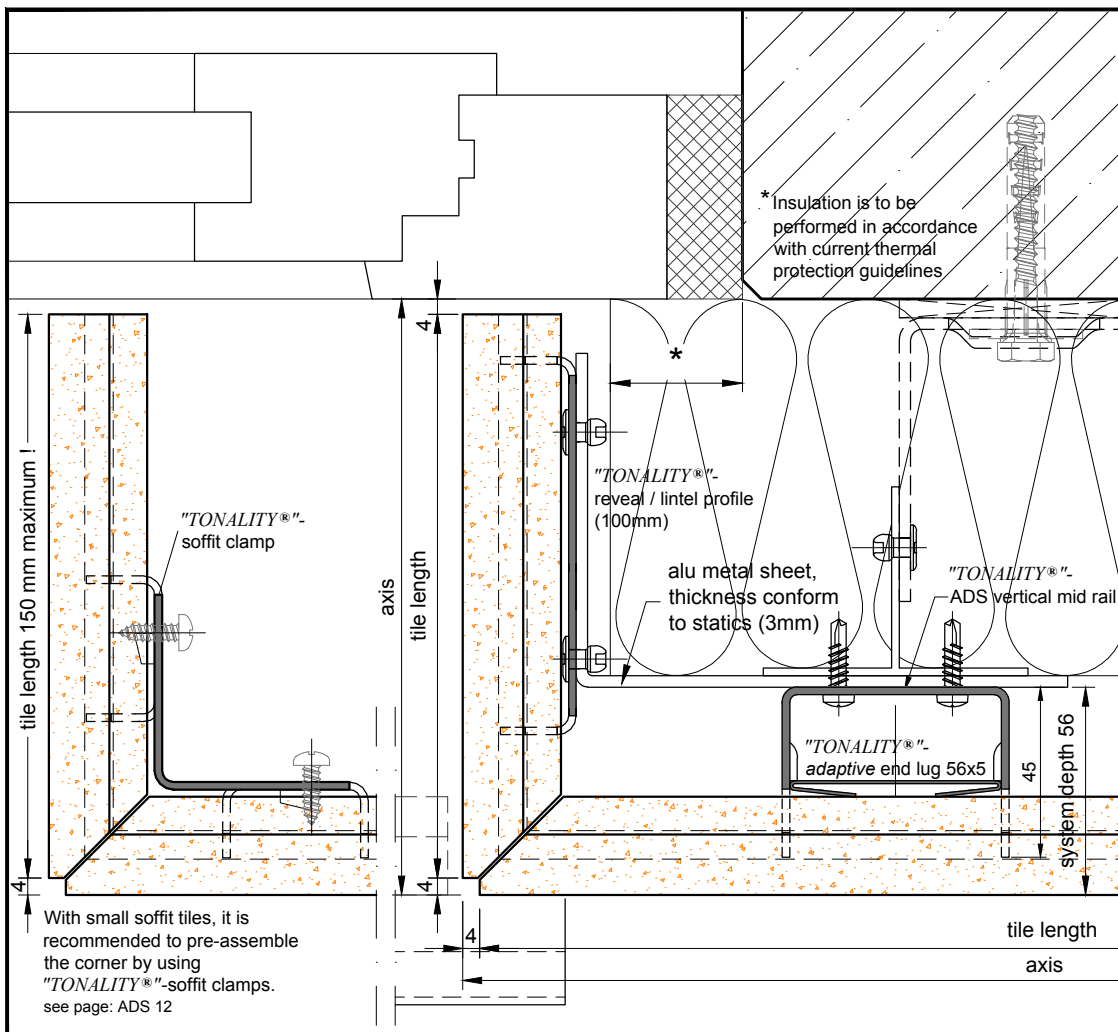 * Insulation is to be
performed in accordance
with current thermal
protection guidelines
4
*
tile length 150 mm maximum !
"TONALITY®"-
soffit clamp
axis
tile length
"TONALITY®"-
reveal / lintel profile
(100mm)
alu metal sheet,
thickness conform
to statics (3mm)
"TONALITY®"-
ADS vertical mid rail
"TONALITY®"-
adaptive end lug 56x5
45
system depth 56
4
4
With small soffit tiles, it is
recommended to pre-assemble
the corner by using
"TONALITY®"-soffit clamps.
see page: ADS 12
4
tile length
axis